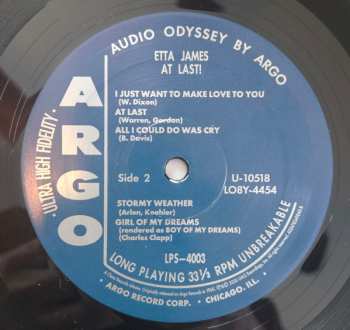 AUDIO ODYSSEY BY ARGO
ETTA JAMES
AT LAST!
I JUST WANT TO MAKE LOVE TO YOU
(W. Dixon)
AT LAST
(Warren, Gordon)
ALL I COULD DO WAS CRY
(B. Davis)
ARGO
·ULTRA HIGH FIDELITY·
Side 2
U-10518
LO8Y-4454
STORMY WEATHER
(Arlen, Koehler)
GIRL OF MY DREAMS
(rendered as BOY OF MY DREAMS)
(Charles Clapp)
LPS-4003
LONG PLAYING 33⅓ RPM UNBREAKABLE
ARGO RECORD CORP. · CHICAGO, ILL.